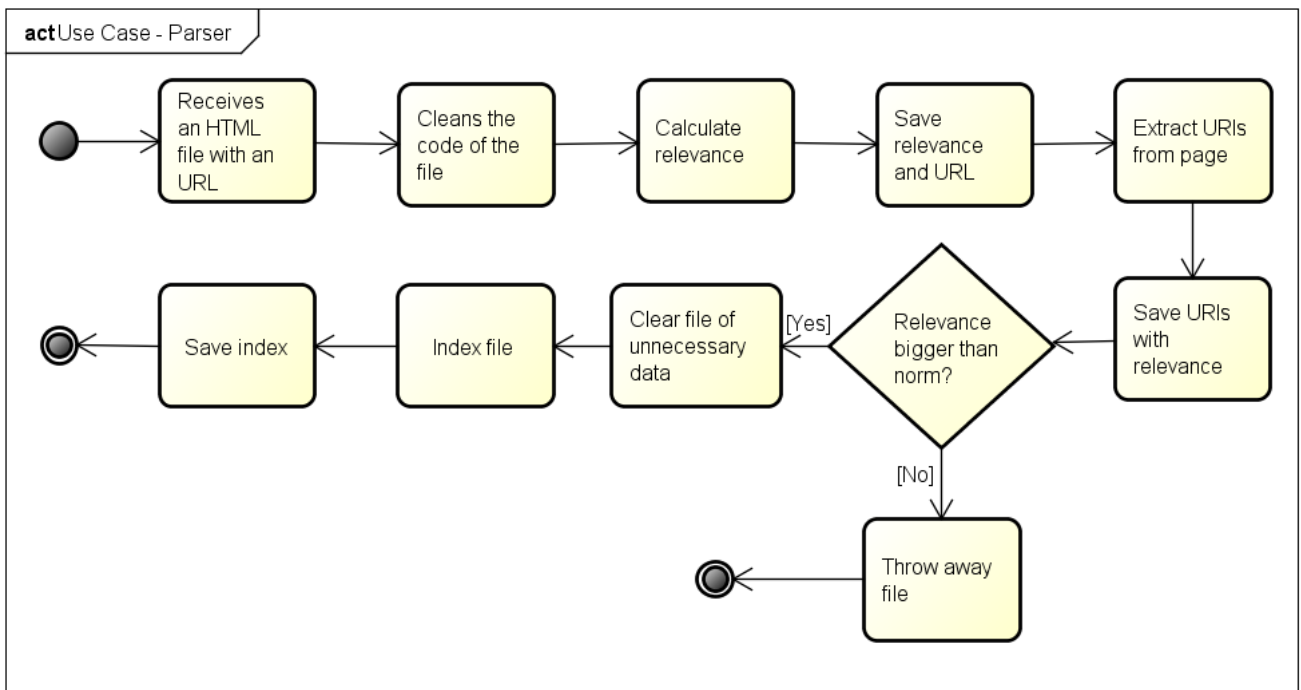 act Use Case - Parser
Receives
an HTML
file with an
URL
Cleans the
code of the
file
Calculate
relevance
Save
relevance
and URL
Extract URIs
from page
Save URIs
with
relevance
Relevance
bigger than
norm?
[Yes]
Clear file of
unnecessary
data
Index file
Save index
[No]
Throw away
file